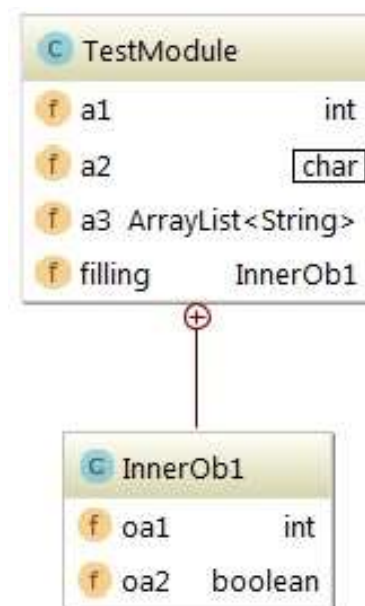 C TestModule
f a1 int
f a2 char
f a3 ArrayList<String>
f filling InnerOb1
C InnerOb1
f oa1 int
f oa2 boolean